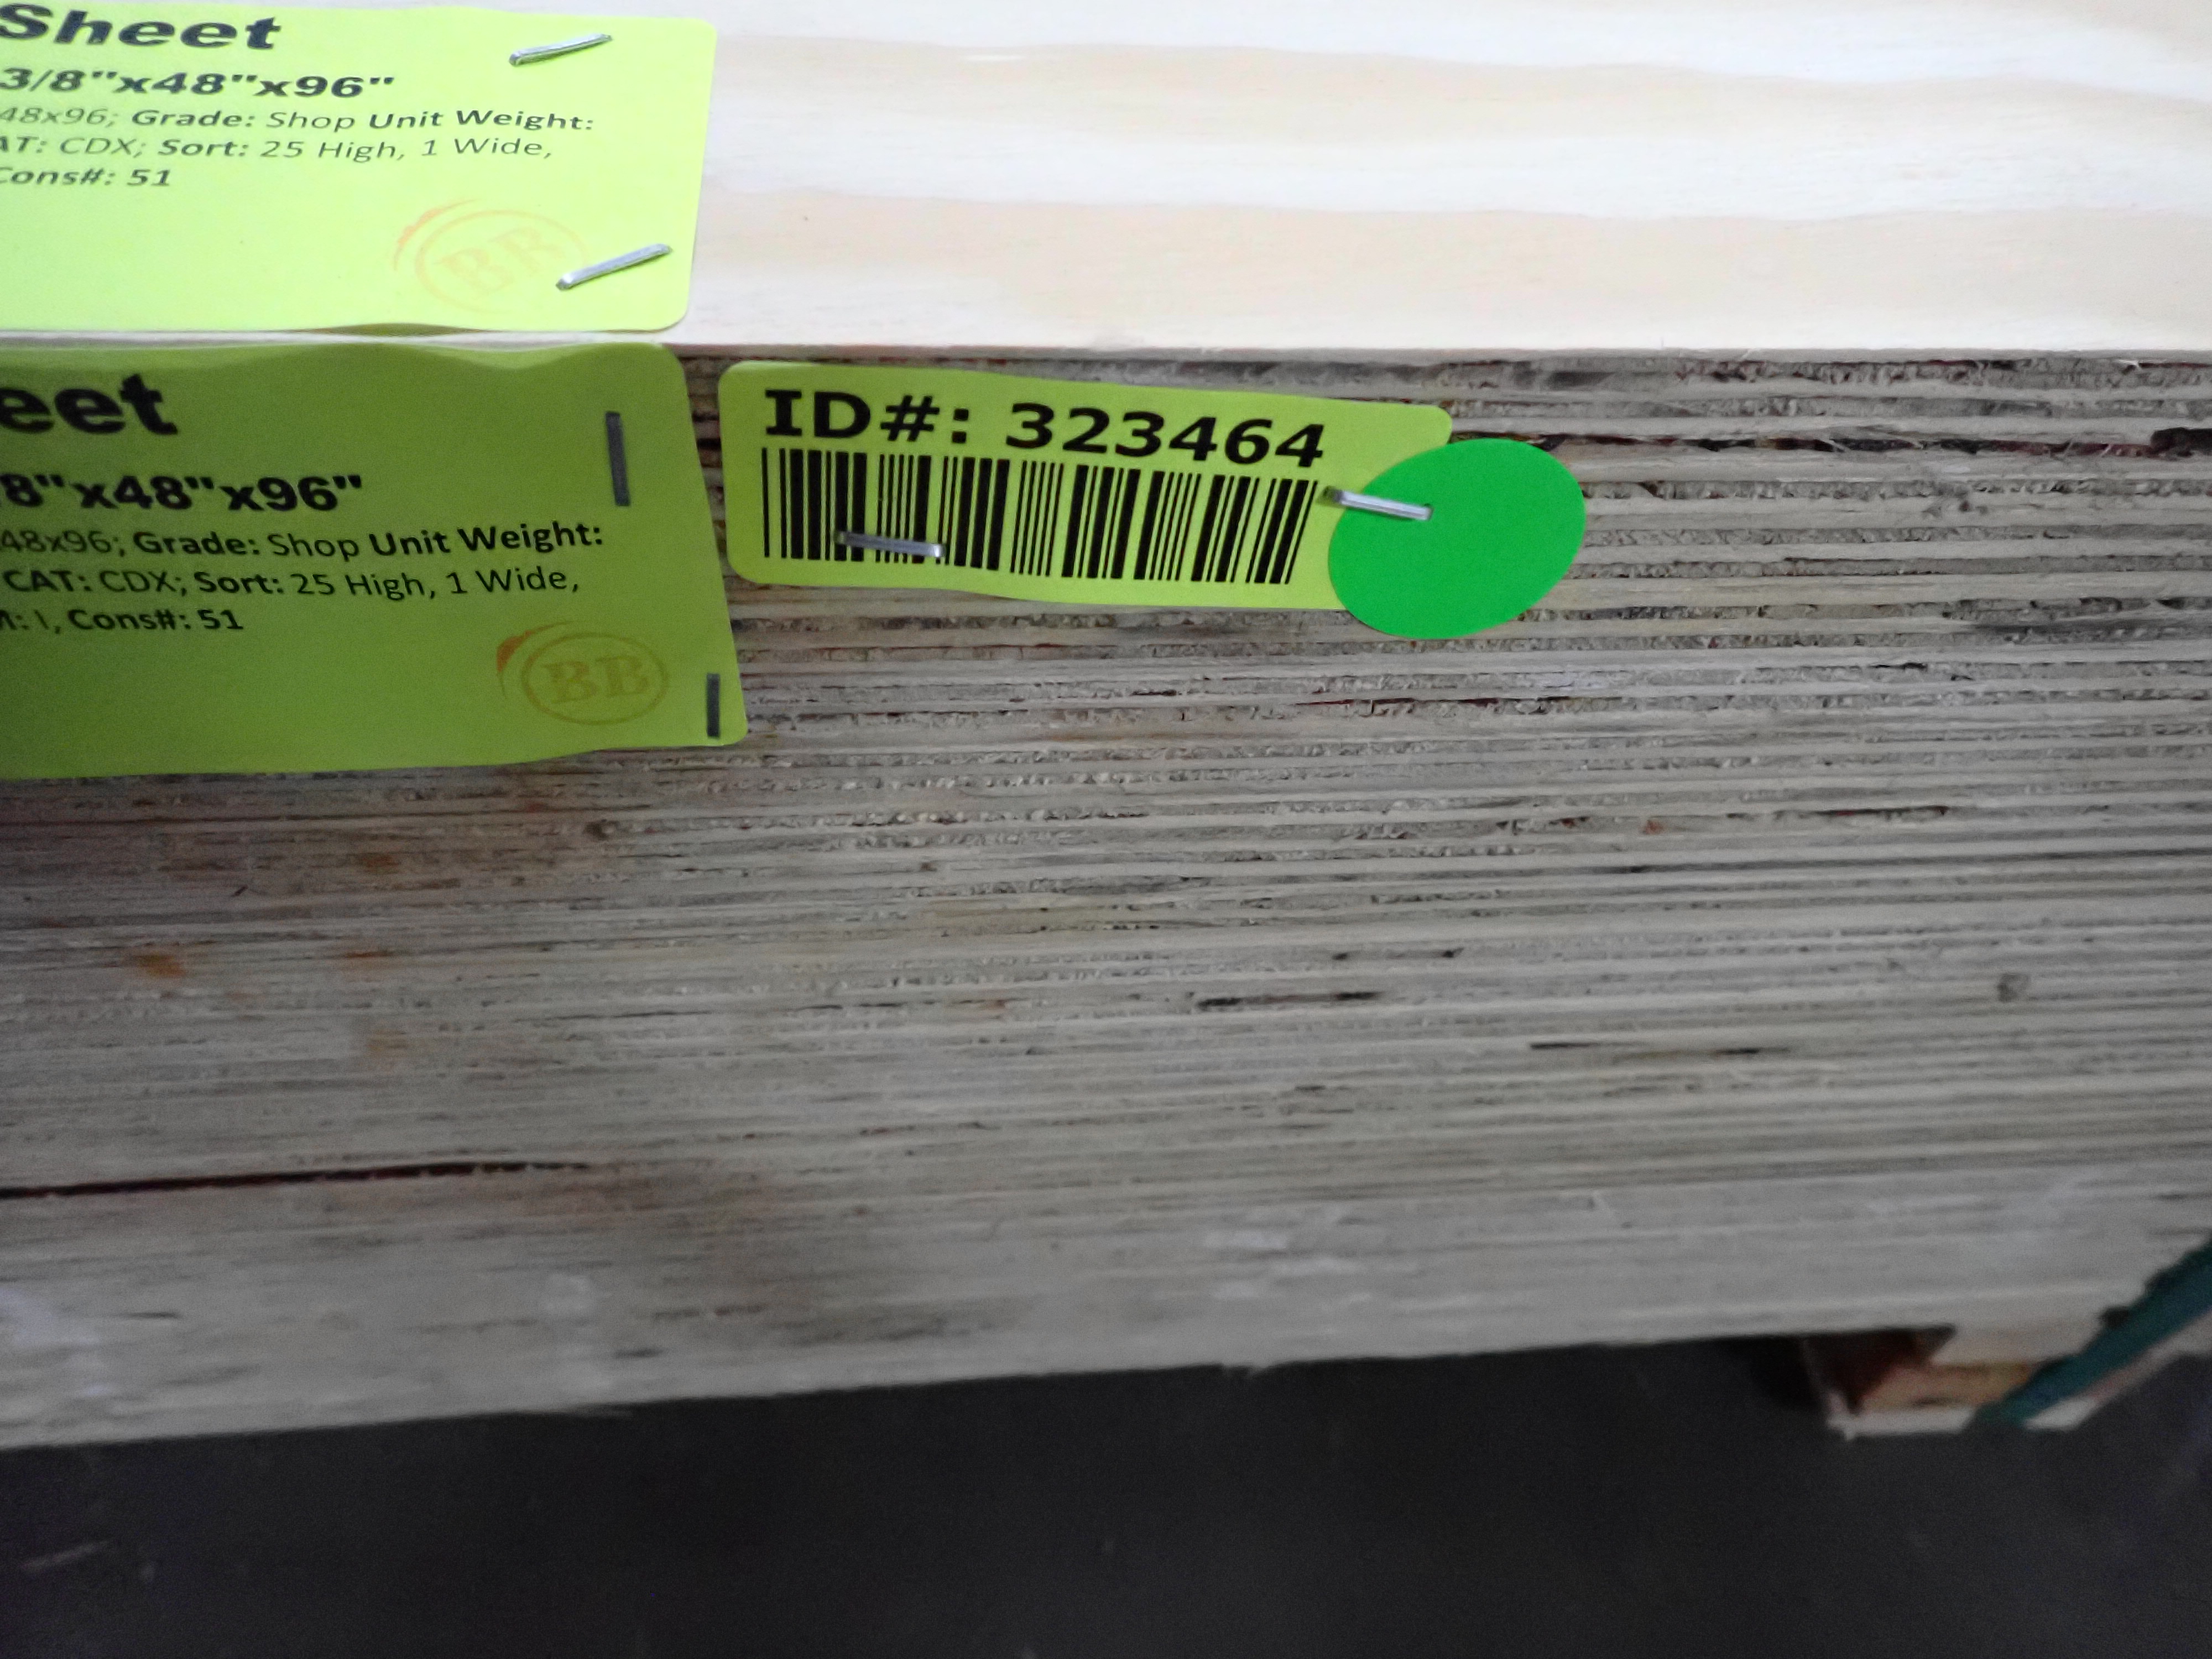 Sheet
3/8"x48"x96"
48x96; Grade: Shop Unit Weight:
AT: CDX; Sort: 25 High, 1 Wide,
Cons#: 51
BB
eet
8"x48"x96"
48x96; Grade: Shop Unit Weight:
CAT: CDX; Sort: 25 High, 1 Wide,
Cons#: 51
BB
ID#: 323464